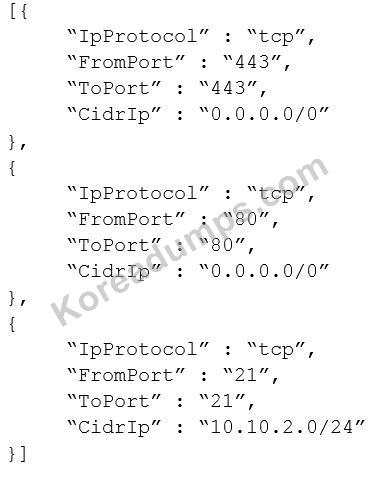 [{
“IpProtocol” : “tcp”,
“FromPort” : “443”,
“ToPort” : “443”,
“CidrIp” : “0.0.0.0/0”
},
{
“IpProtocol” : “tcp”,
“FromPort” : “80”,
“ToPort” : “80”,
“CidrIp” : “0.0.0.0/0”
},
{
“IpProtocol” : “tcp”,
“FromPort” : “21”,
“ToPort” : “21”,
“CidrIp” : “10.10.2.0/24”
}]
Koreadumps.com